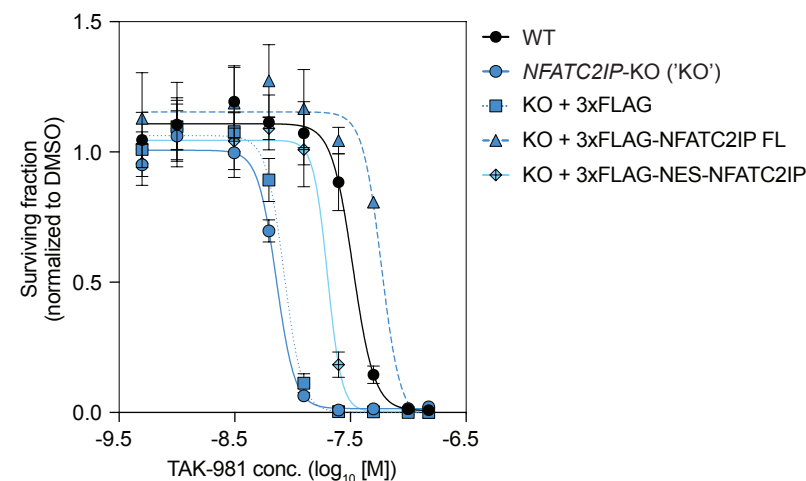 1.5
1.0
0.5
0.0
Surviving fraction
(normalized to DMSO)
-9.5 -8.5 -7.5 -6.5
TAK-981 conc. (log10 [M])
WT
NFATC2IP-KO ('KO')
KO + 3xFLAG
KO + 3xFLAG-NFATC2IP FL
KO + 3xFLAG-NES-NFATC2IP